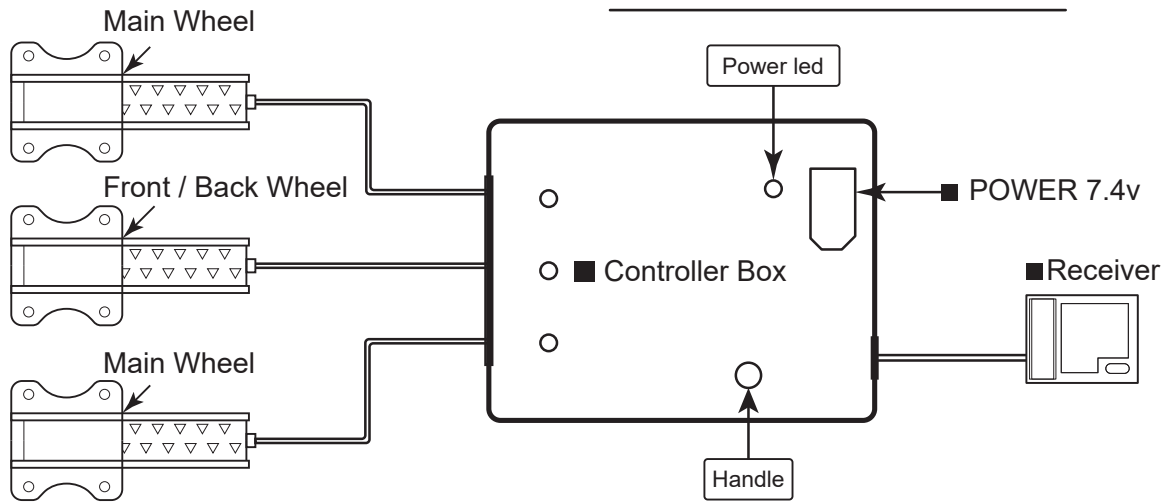 Main Wheel
Power led
Front / Back Wheel
■ POWER 7.4v
■ Controller Box
■Receiver
Main Wheel
Handle